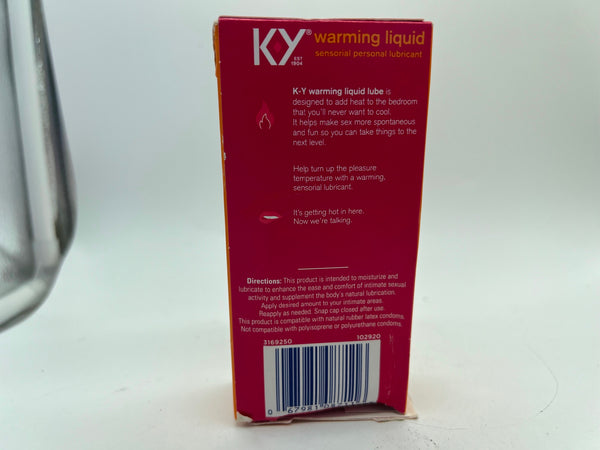 KY® warming liquid
EST
1904
sensorial personal lubricant
K-Y warming liquid lube is
designed to add heat to the bedroom
that you'll never want to cool.
It helps make sex more spontaneous
and fun so you can take things to the
next level.
Help turn up the pleasure
temperature with a warming,
sensorial lubricant.
It's getting hot in here.
Now we're talking.
Directions: This product is intended to moisturize and
lubricate to enhance the ease and comfort of intimate sexual
activity and supplement the body's natural lubrication.
Apply desired amount to your intimate areas.
Reapply as needed. Snap cap closed after use.
This product is compatible with natural rubber latex condoms.
Not compatible with polyisoprene or polyurethane condoms.
3169250 102920
0 67981